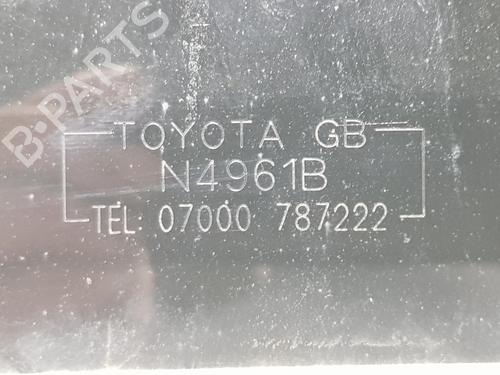 B-PARTS
TOYOTA GB
N4961B
TEL: 07000 787222